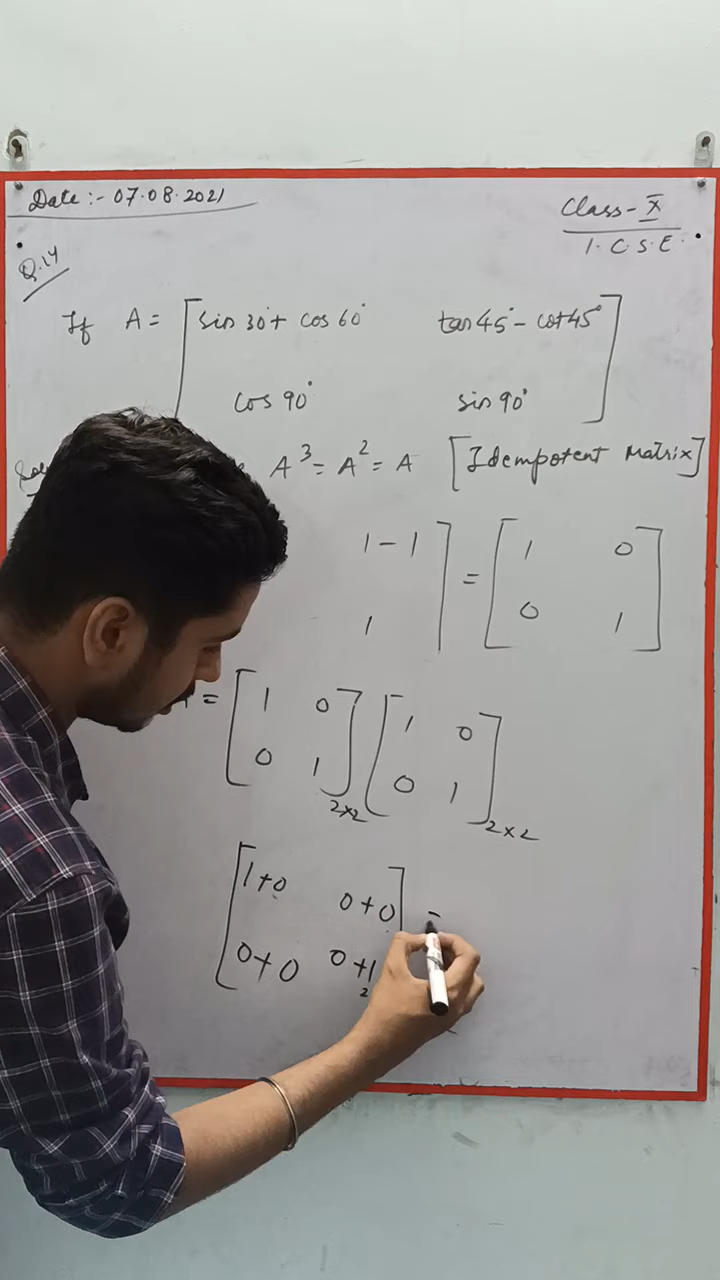 Date :- 07.08.2021
Class - X
I.C.S.E.
Q.14
If A = [ sin 30° + cos 60° tan 45° - cot 45°
cos 90° sin 90° ]
A³ = A² = A [Idempotent Matrix]
1 - 1 ] = [ 1 0
1 0 1 ]
= [ 1 0 ] [ 1 0 ]
0 1 0 1
2×2 2×2
[ 1+0 0+0 ] =
0+0 0+1
2